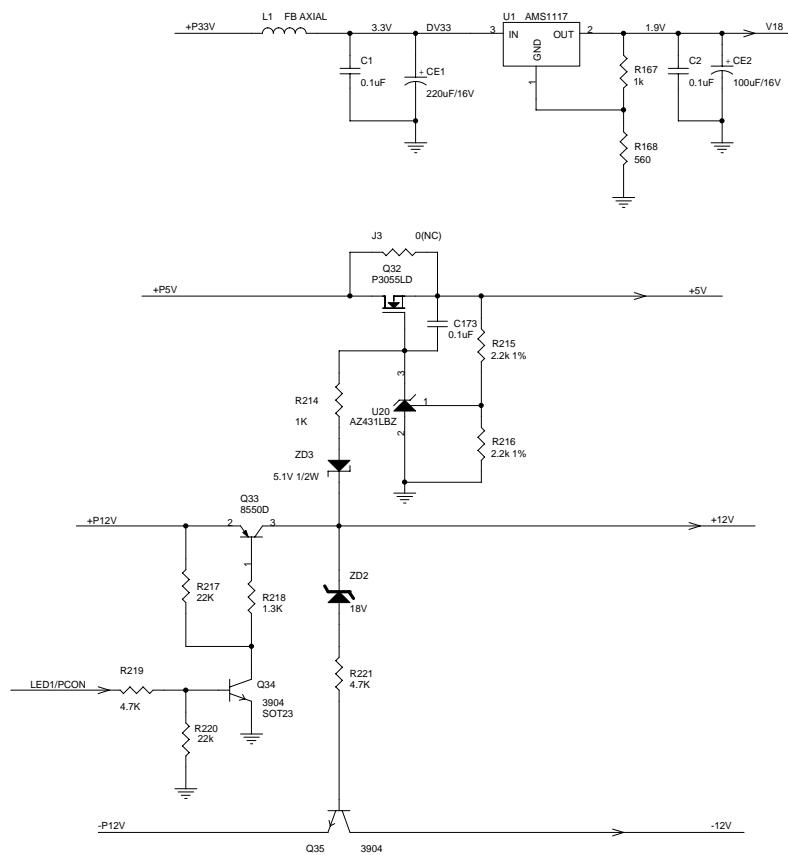 L1 FB AXIAL
U1 AMS1117
+P33V
3.3V
DV33
3
IN
OUT
2
1.9V
V18
GND
1
C1
0.1uF
+
CE1
220uF/16V
R167
1k
C2
0.1uF
+
CE2
100uF/16V
R168
560
J3
0(NC)
Q32
P3055LD
+P5V
+5V
C173
0.1uF
R215
2.2k 1%
3
R214
1K
U20
AZ431LBZ
1
2
R216
2.2k 1%
ZD3
5.1V 1/2W
Q33
8550D
+P12V
2
3
+12V
1
R217
22K
R218
1.3K
ZD2
18V
R219
LED1/PCON
4.7K
Q34
3904
SOT23
R221
4.7K
R220
22k
-P12V
-12V
Q35
3904